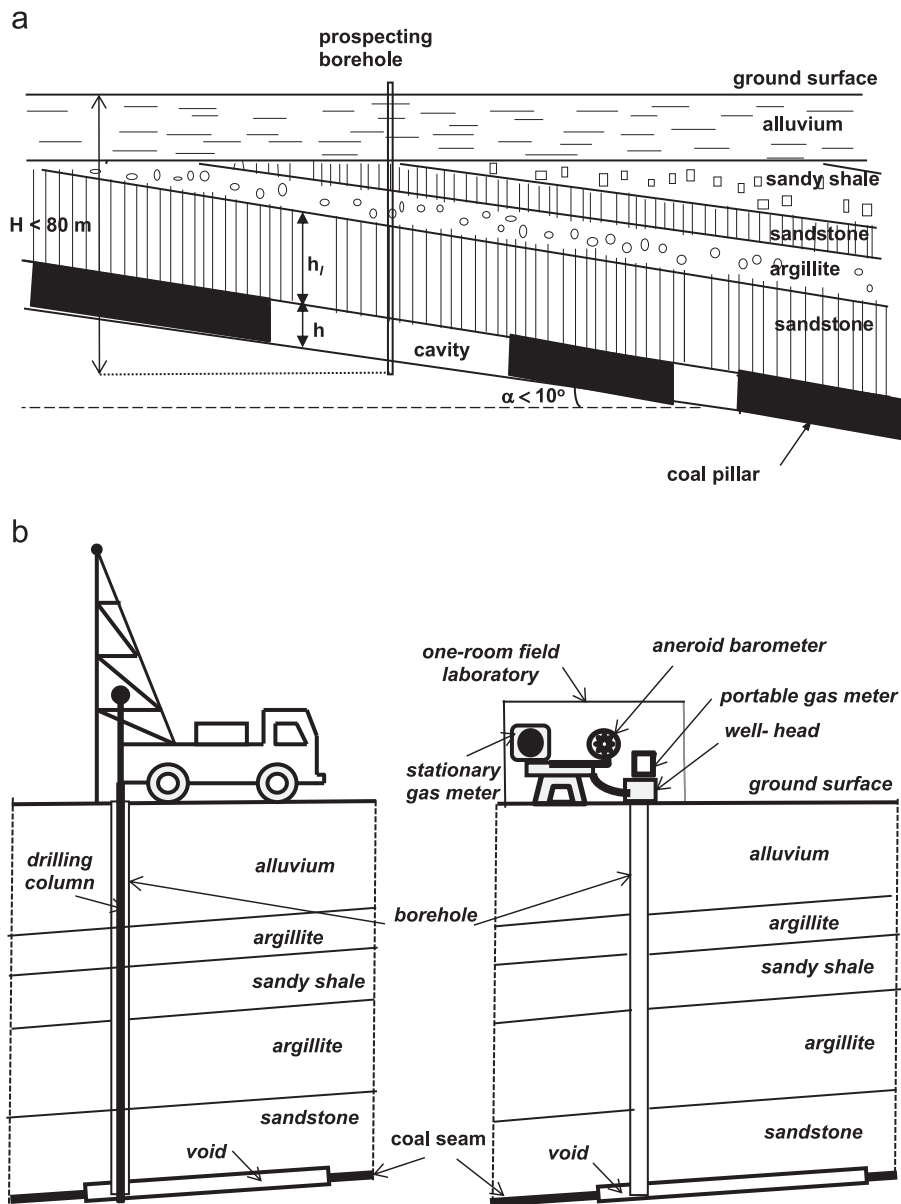 a
prospecting
borehole
ground surface
alluvium
sandy shale
H < 80 m
sandstone
hₗ
argillite
h
sandstone
cavity
α < 10°
coal pillar
b
one-room field
laboratory
aneroid barometer
portable gas meter
well- head
stationary
gas meter
ground surface
drilling
column
alluvium
borehole
alluvium
argillite
argillite
sandy shale
sandy shale
argillite
argillite
sandstone
sandstone
void
coal seam
void